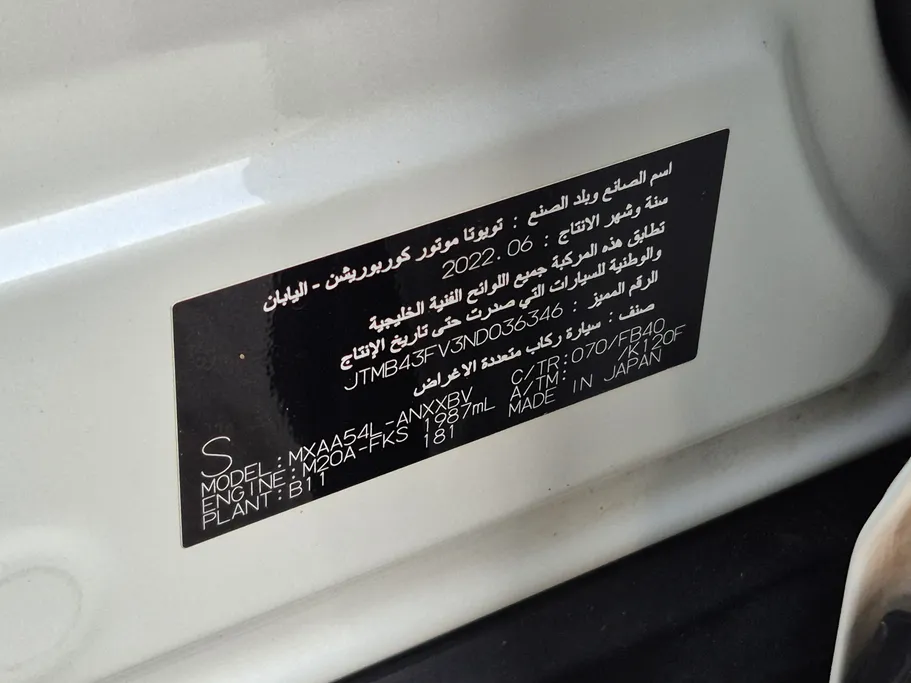 اسم الصانع وبلد الصنع : تويوتا موتور كوربوريشن - اليابان
سنة وشهر الانتاج : 2022.06
تطابق هذه المركبة جميع اللوائح الفنية الخليجية
والوطنية للسيارات التي صدرت حتى تاريخ الإنتاج
الرقم المميز : JTMB43FV3ND036346
صنف : سيارة ركاب متعددة الاغراض
S
MODEL:MXAA54L-ANXXBV C/TR:070/FB40
ENGINE:M20A-FKS 1987mL A/TM: /K120F
PLANT:B11 181 MADE IN JAPAN